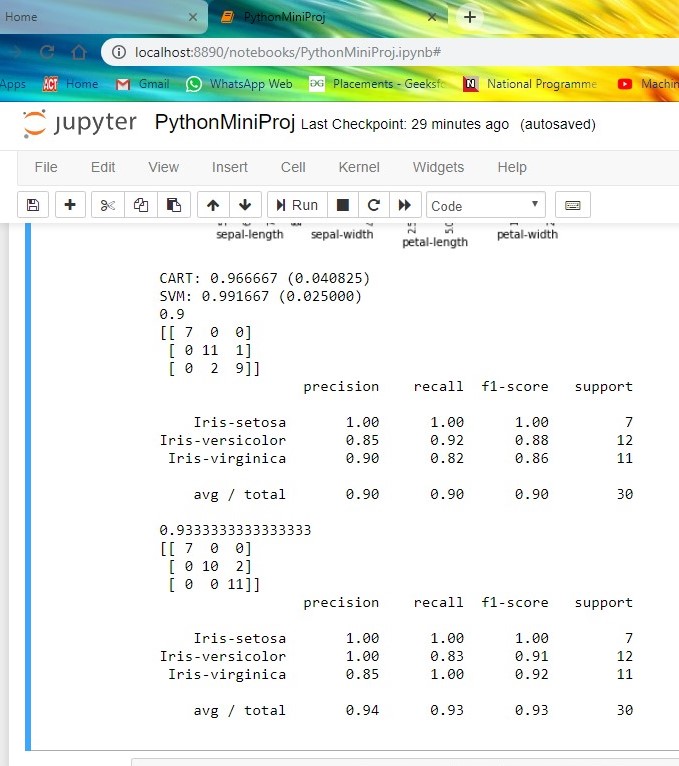 Home × PythonMiniProj × +
localhost:8890/notebooks/PythonMiniProj.ipynb#
Apps ACT Home Gmail WhatsApp Web Placements - Geeksfo National Programme Machin
jupyter PythonMiniProj Last Checkpoint: 29 minutes ago (autosaved)
File Edit View Insert Cell Kernel Widgets Help
Run Code
sepal-length sepal-width petal-length petal-width
CART: 0.966667 (0.040825)
SVM: 0.991667 (0.025000)
0.9
[[ 7 0 0]
[ 0 11 1]
[ 0 2 9]]
precision recall f1-score support
Iris-setosa 1.00 1.00 1.00 7
Iris-versicolor 0.85 0.92 0.88 12
Iris-virginica 0.90 0.82 0.86 11
avg / total 0.90 0.90 0.90 30
0.9333333333333333
[[ 7 0 0]
[ 0 10 2]
[ 0 0 11]]
precision recall f1-score support
Iris-setosa 1.00 1.00 1.00 7
Iris-versicolor 1.00 0.83 0.91 12
Iris-virginica 0.85 1.00 0.92 11
avg / total 0.94 0.93 0.93 30